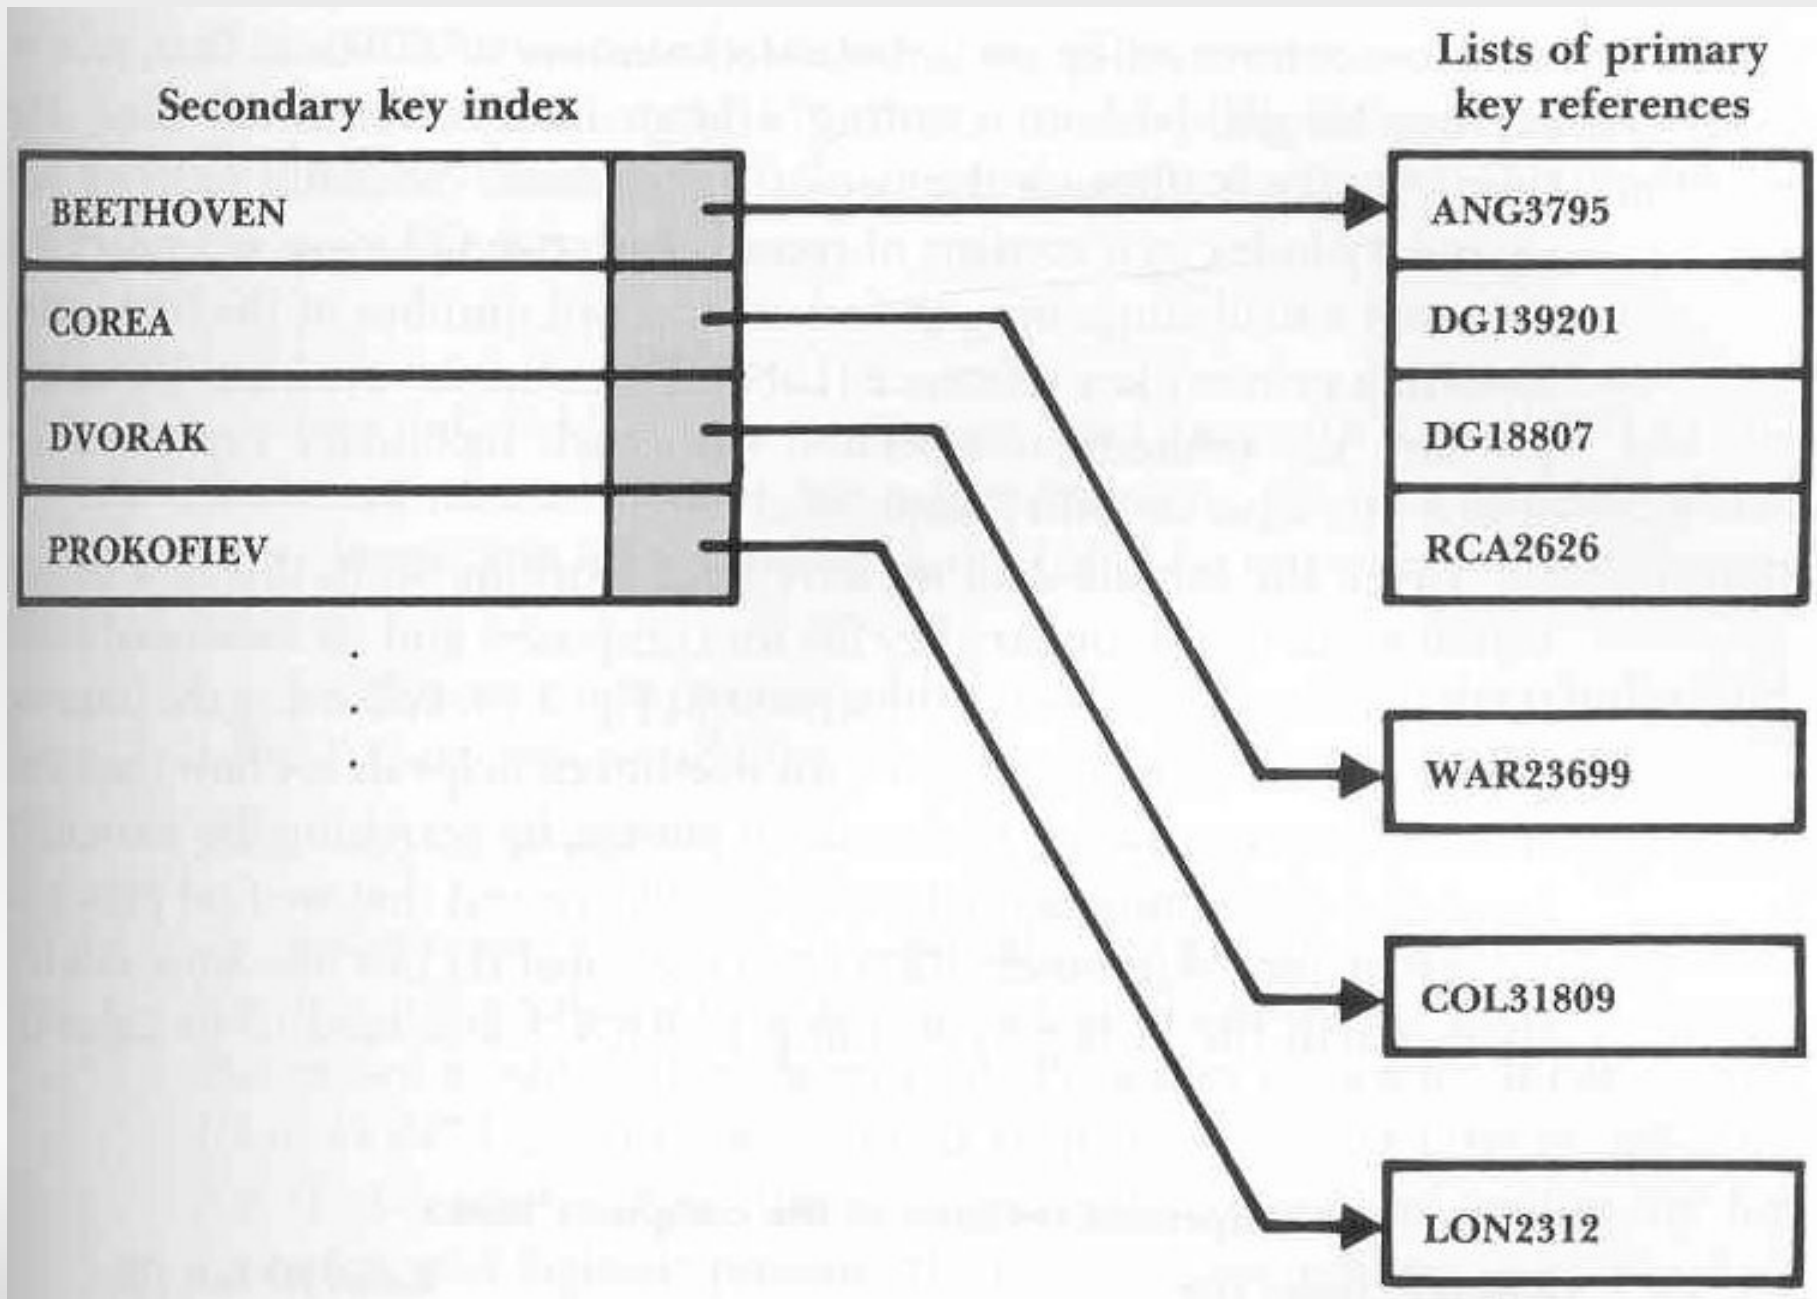 Secondary key index
Lists of primary
key references
BEETHOVEN
COREA
DVORAK
PROKOFIEV
.
.
.
ANG3795
DG139201
DG18807
RCA2626
WAR23699
COL31809
LON2312